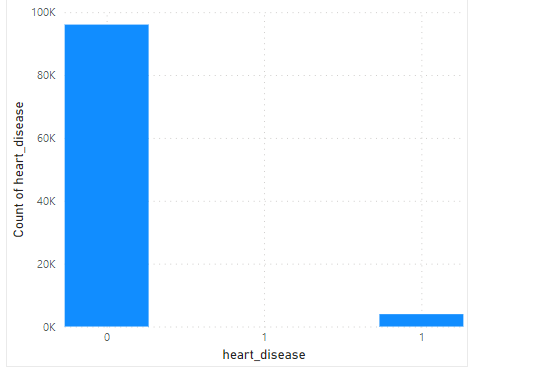 100K
80K
60K
40K
20K
0K
Count of heart_disease
0 1 1
heart_disease